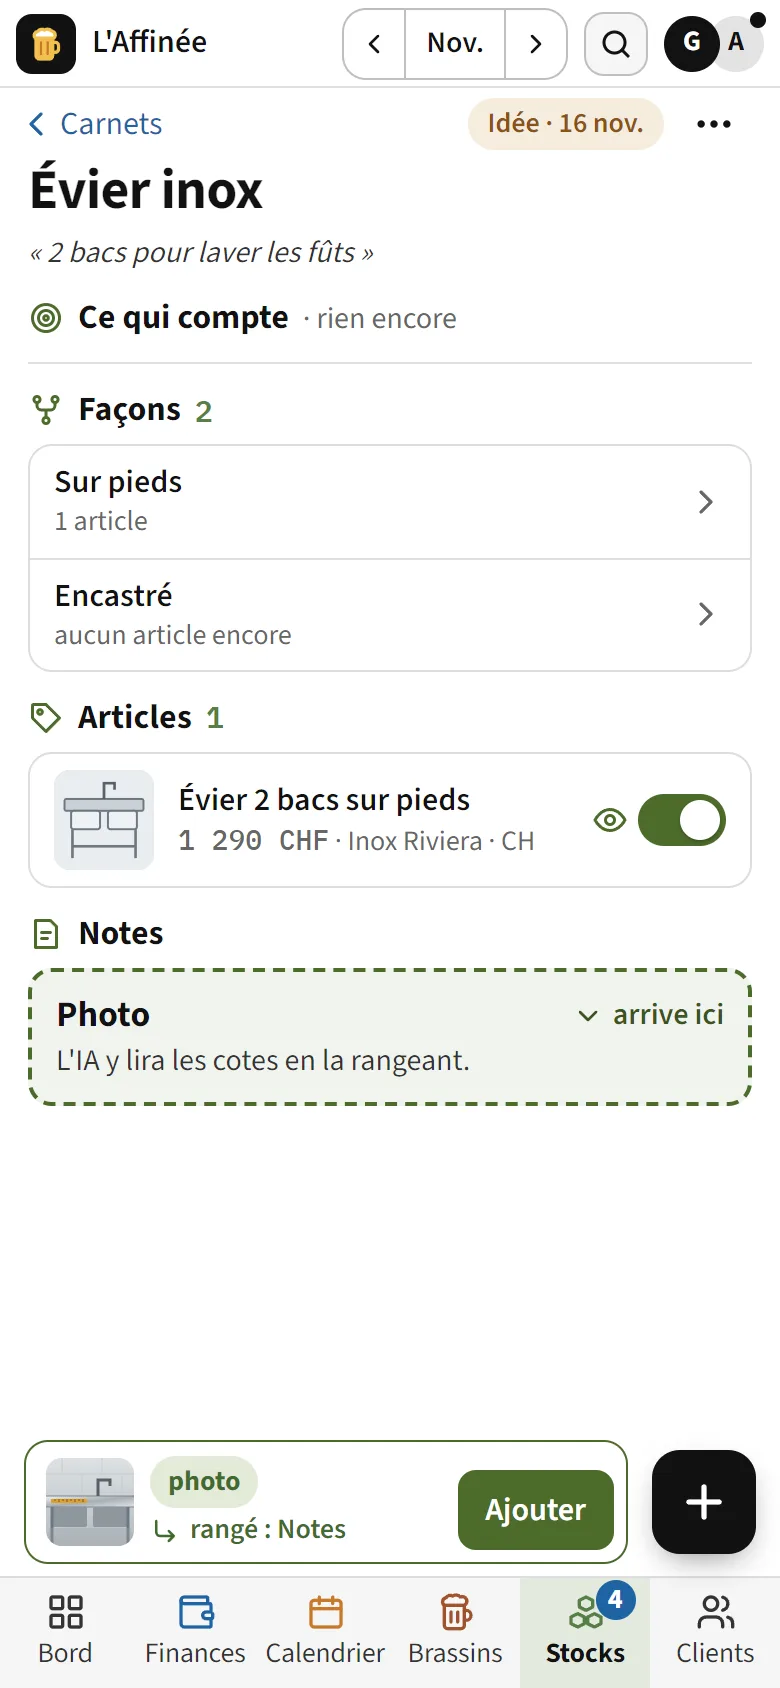 L'Affinée
Nov.
G
A
Carnets
Idée · 16 nov.
Évier inox
« 2 bacs pour laver les fûts »
Ce qui compte · rien encore
Façons 2
Sur pieds
1 article
Encastré
aucun article encore
Articles 1
Évier 2 bacs sur pieds
1 290 CHF · Inox Riviera · CH
Notes
Photo
arrive ici
L'IA y lira les cotes en la rangeant.
photo
rangé : Notes
Ajouter
4
Bord
Finances
Calendrier
Brassins
Stocks
Clients